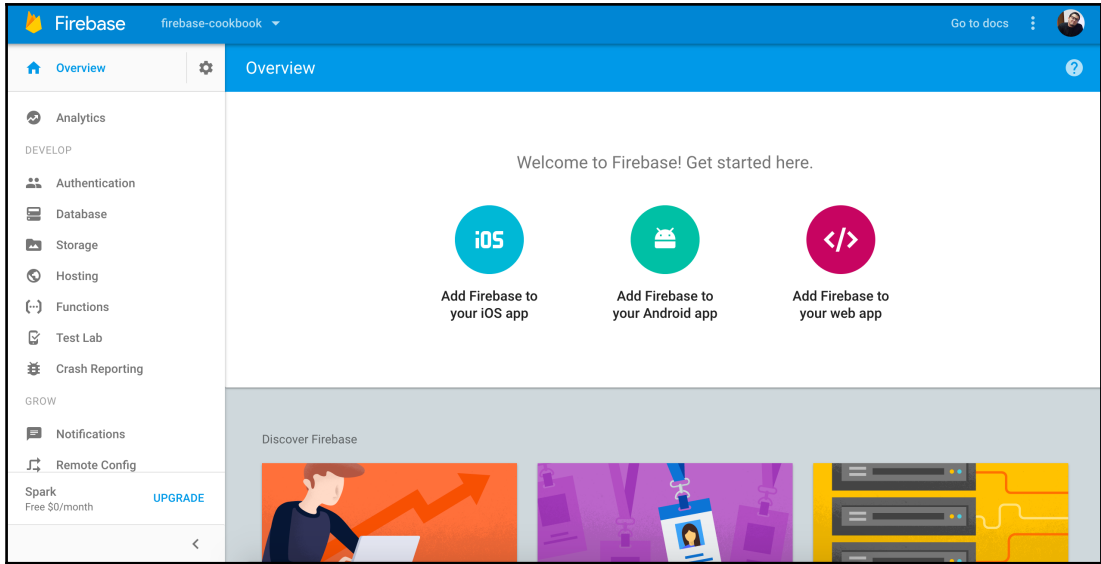 Firebase
firebase-cookbook
Go to docs
Overview
Overview
Analytics
DEVELOP
Authentication
Database
Storage
Hosting
Functions
Test Lab
Crash Reporting
GROW
Notifications
Remote Config
Spark
Free $0/month
UPGRADE
Welcome to Firebase! Get started here.
iOS
Add Firebase to
your iOS app
</>
Add Firebase to
your Android app
Add Firebase to
your web app
Discover Firebase